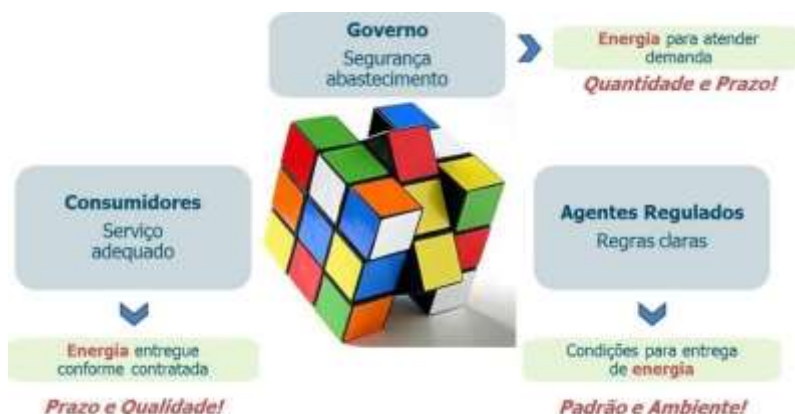 Governo
Segurança
abastecimento
Energia para atender
demanda
Quantidade e Prazo!
Consumidores
Serviço
adequado
Agentes Regulados
Regras claras
Energia entregue
conforme contratada
Prazo e Qualidade!
Condições para entrega
de energia
Padrão e Ambiente!